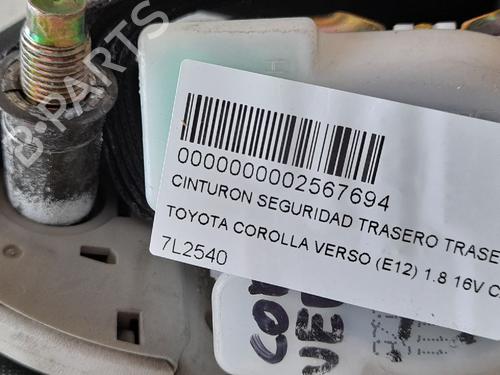 B-PARTS
0000000002567694
CINTURON SEGURIDAD TRASERO TRASE
TOYOTA COROLLA VERSO (E12) 1.8 16V C
7L2540